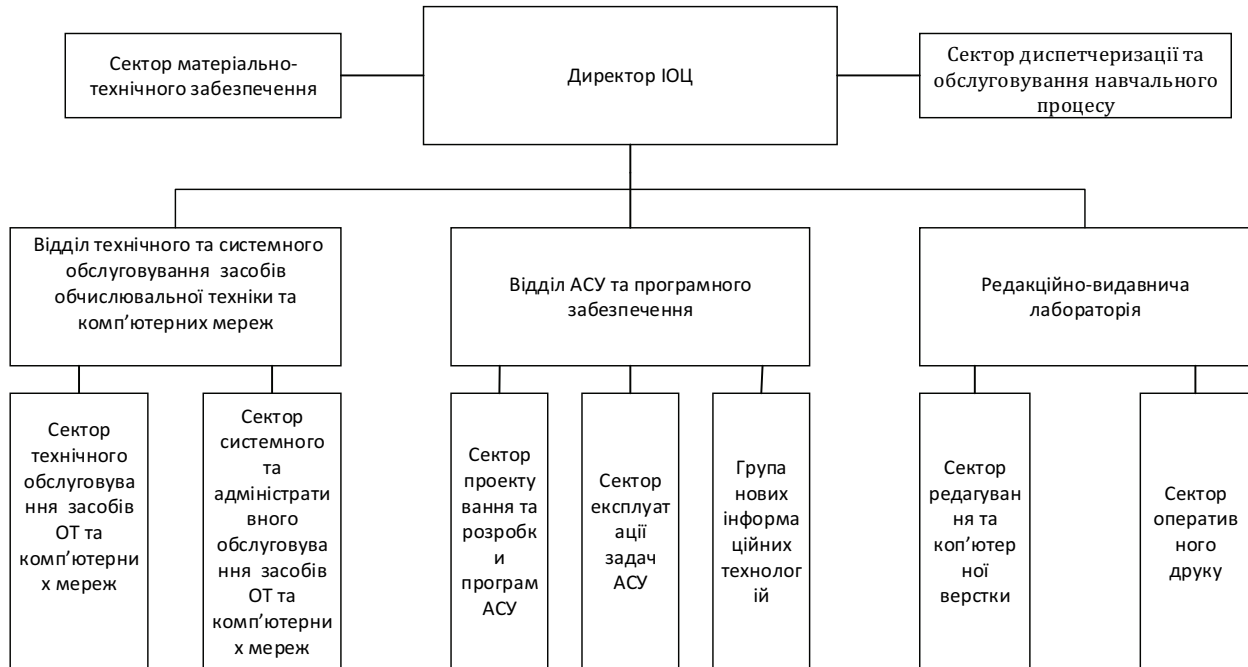 Сектор матеріально-
технічного забезпечення
Директор ІОЦ
Сектор диспетчеризації та
обслуговування навчального
процесу
Відділ технічного та системного
обслуговування засобів
обчислювальної техніки та
комп’ютерних мереж
Відділ АСУ та програмного
забезпечення
Редакційно-видавнича
лабораторія
Сектор
технічного
обслуговува
ння засобів
ОТ та
комп’ютерни
х мереж
Сектор
системного
та
адміністрати
вного
обслуговува
ння засобів
ОТ та
комп’ютерни
х мереж
Сектор
проекту
вання та
розробк
и
програм
АСУ
Сектор
експлуат
ації
задач
АСУ
Група
нових
інформа
ційних
технолог
ій
Сектор
редагуван
ня та
коп’ютер
ної
верстки
Сектор
оператив
ного
друку